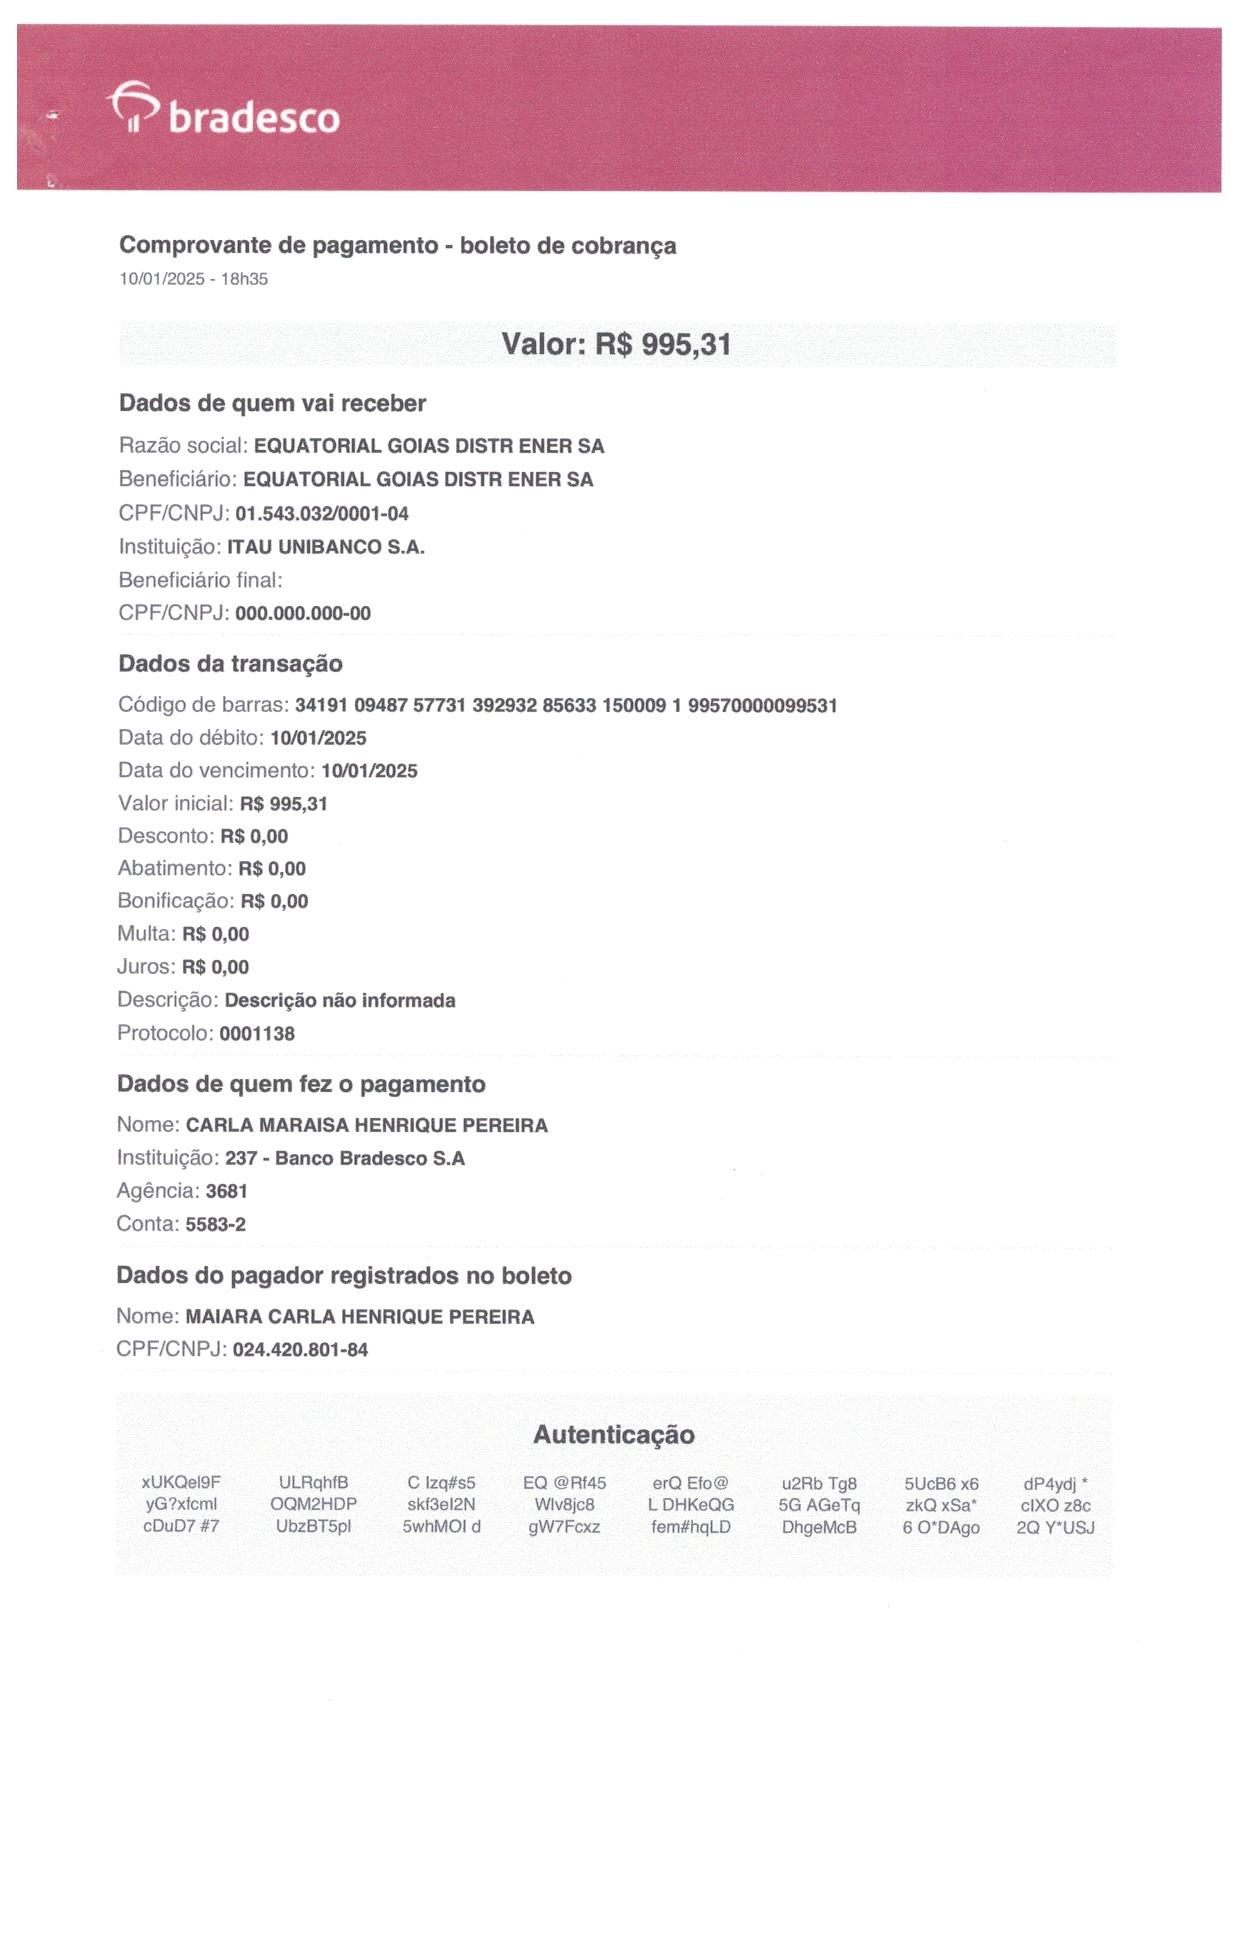 bradesco
Comprovante de pagamento - boleto de cobrança
10/01/2025 - 18h35
Valor: R$ 995,31
Dados de quem vai receber
Razão social: EQUATORIAL GOIAS DISTR ENER SA
Beneficiário: EQUATORIAL GOIAS DISTR ENER SA
CPF/CNPJ: 01.543.032/0001-04
Instituição: ITAU UNIBANCO S.A.
Beneficiário final:
CPF/CNPJ: 000.000.000-00
Dados da transação
Código de barras: 34191 09487 57731 392932 85633 150009 1 99570000099531
Data do débito: 10/01/2025
Data do vencimento: 10/01/2025
Valor inicial: R$ 995,31
Desconto: R$ 0,00
Abatimento: R$ 0,00
Bonificação: R$ 0,00
Multa: R$ 0,00
Juros: R$ 0,00
Descrição: Descrição não informada
Protocolo: 0001138
Dados de quem fez o pagamento
Nome: CARLA MARAISA HENRIQUE PEREIRA
Instituição: 237 - Banco Bradesco S.A
Agência: 3681
Conta: 5583-2
Dados do pagador registrados no boleto
Nome: MAIARA CARLA HENRIQUE PEREIRA
CPF/CNPJ: 024.420.801-84
Autenticação
xUKQel9F ULRqhfB C Izq#s5 EQ @Rf45 erQ Efo@ u2Rb Tg8 5UcB6 x6 dP4ydj *
yG?xfcml OQM2HDP skf3eI2N Wlv8jc8 L DHKeQG 5G AGeTq zkQ xSa* cIXO z8c
cDuD7 #7 UbzBT5pl 5whMOI d gW7Fcxz fem#hqLD DhgeMcB 6 O*DAgo 2Q Y*USJ